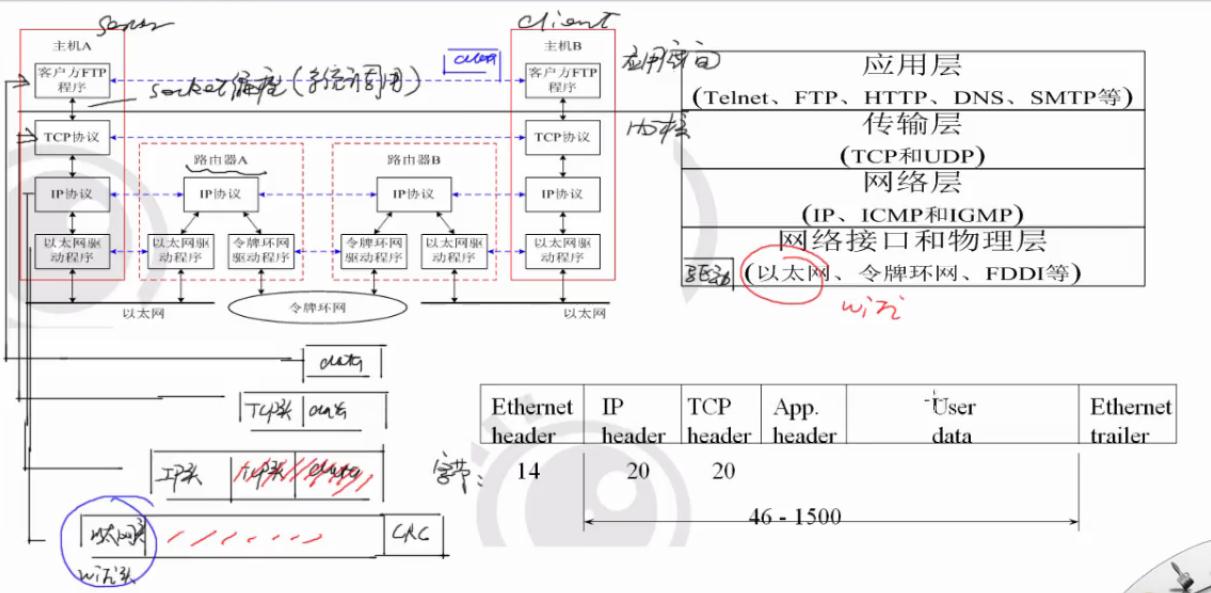 server
client
主机A
主机B
客户方FTP
程序
data
客户方FTP
程序
应用空间
socket编程(系统调用)
TCP协议
TCP协议
内核
路由器A
路由器B
IP协议
IP协议
IP协议
IP协议
以太网驱
动程序
以太网驱
动程序
令牌环网
驱动程序
令牌环网
驱动程序
以太网驱
动程序
以太网驱
动程序
以太网
令牌环网
以太网
应用层
(Telnet、FTP、HTTP、DNS、SMTP等)
传输层
(TCP和UDP)
网络层
(IP、ICMP和IGMP)
网络接口和物理层
驱动
(以太网、令牌环网、FDDI等)
wifi
data
TCP头 data
IP头 TCP头 data
以太网头 CRC
wifi头
Ethernet header
IP header
TCP header
App. header
User data
Ethernet trailer
字节:
14
20
20
46 - 1500